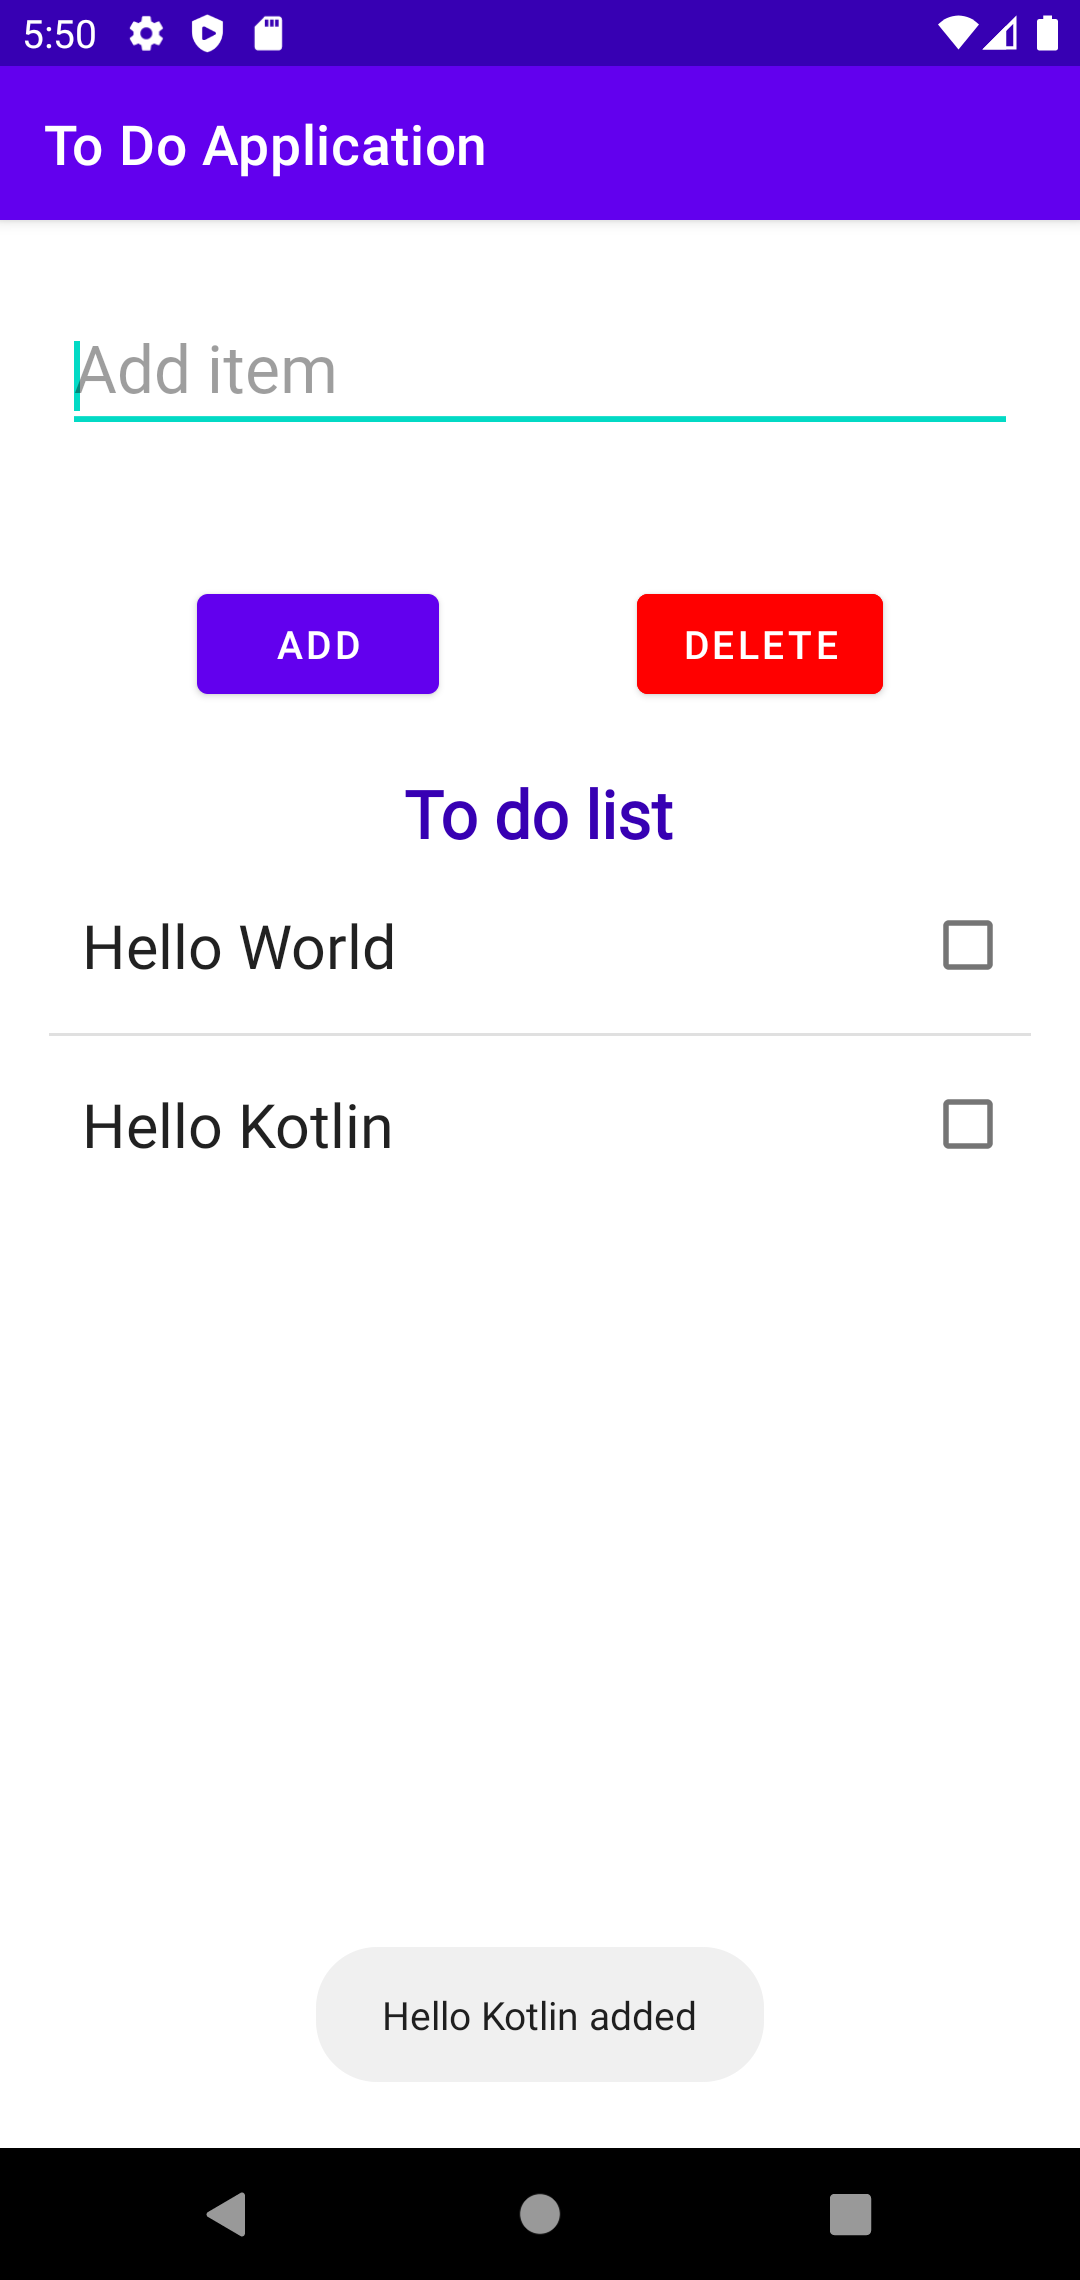 5:50
To Do Application
Add item
ADD DELETE
To do list
Hello World
Hello Kotlin
Hello Kotlin added